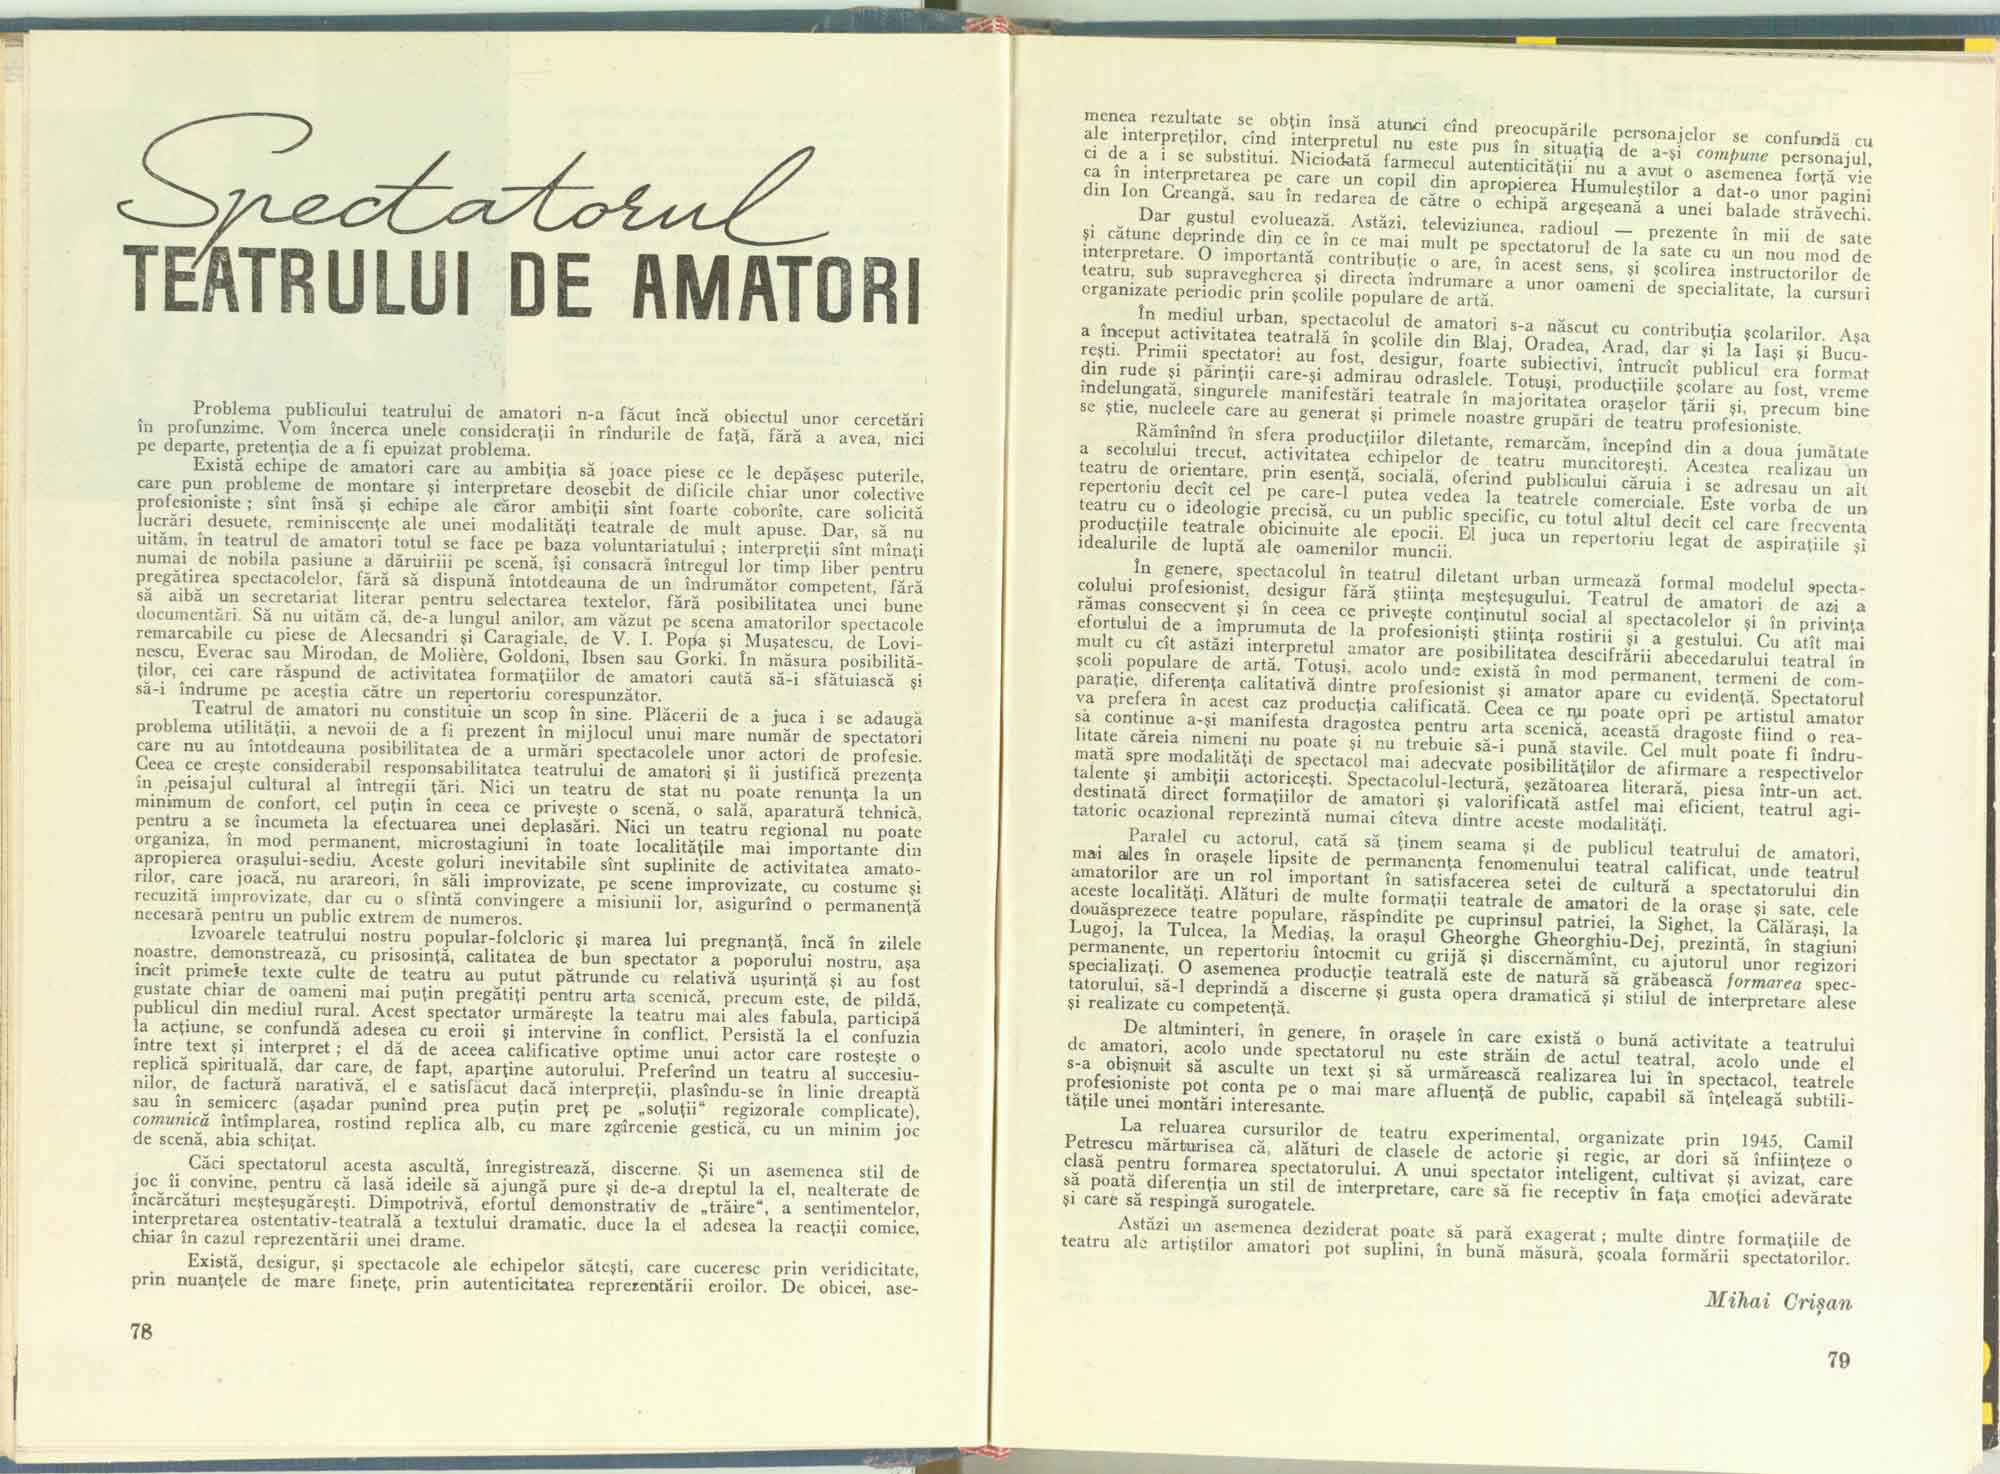 Spectatorul
TEATRULUI DE AMATORI
Problema publicului teatrului de amatori n-a făcut încă obiectul unor cercetări
în profunzime. Vom încerca unele considerații în rîndurile de față, fără a avea, nici
pe departe, pretenția de a fi epuizat problema.
Există echipe de amatori care au ambiția să joace piese ce le depășesc puterile,
care pun probleme de montare și interpretare deosebit de dificile chiar unor colective
profesioniste ; sînt însă și echipe ale căror ambiții sînt foarte coborîte, care solicită
lucrări desuete, reminiscențe ale unei modalități teatrale de mult apuse. Dar, să nu
uităm, în teatrul de amatori totul se face pe baza voluntariatului ; interpreții sînt mînați
numai de nobila pasiune a dăruirii pe scenă, își consacră întregul lor timp liber pentru
pregătirea spectacolelor, fără să dispună întotdeauna de un îndrumător competent, fără
să aibă un secretariat literar pentru selectarea textelor, fără posibilitatea unei bune
documentări. Să nu uităm că, de-a lungul anilor, am văzut pe scena amatorilor spectacole
remarcabile cu piese de Alecsandri și Caragiale, de V. I. Popa și Mușatescu, de Lovi-
nescu, Everac sau Mirodan, de Molière, Goldoni, Ibsen sau Gorki. În măsura posibilită-
ților, cei care răspund de activitatea formațiilor de amatori caută să-i sfătuiască și
să-i îndrume pe aceștia către un repertoriu corespunzător.
Teatrul de amatori nu constituie un scop în sine. Plăcerii de a juca i se adaugă
problema utilității, a nevoii de a fi prezent în mijlocul unui mare număr de spectatori
care nu au întotdeauna posibilitatea de a urmări spectacolele unor actori de profesie.
Ceea ce crește considerabil responsabilitatea teatrului de amatori și îi justifică prezența
în peisajul cultural al întregii țări. Nici un teatru de stat nu poate renunța la un
minimum de confort, cel puțin în ceea ce privește o scenă, o sală, aparatură tehnică,
pentru a se încumeta la efectuarea unei deplasări. Nici un teatru regional nu poate
organiza, în mod permanent, microstagiuni în toate localitățile mai importante din
apropierea orașului-sediu. Aceste goluri inevitabile sînt suplinite de activitatea amato-
rilor, care joacă, nu arareori, în săli improvizate, pe scene improvizate, cu costume și
recuzită improvizate, dar cu o sfîntă convingere a misiunii lor, asigurînd o permanență
necesară pentru un public extrem de numeros.
Izvoarele teatrului nostru popular-folcloric și marea lui pregnanță, încă în zilele
noastre, demonstrează, cu prisosință, calitatea de bun spectator a poporului nostru, așa
încît primele texte culte de teatru au putut pătrunde cu relativă ușurință și au fost
gustate chiar de oameni mai puțin pregătiți pentru arta scenică, precum este, de pildă,
publicul din mediul rural. Acest spectator urmărește la teatru mai ales fabula, participă
la acțiune, se confundă adesea cu eroii și intervine în conflict. Persistă la el confuzia
între text și interpret ; el dă de aceea calificative optime unui actor care rostește o
replică spirituală, dar care, de fapt, aparține autorului. Preferînd un teatru al succesiu-
nilor, de factură narativă, el e satisfăcut dacă interpreții, plasîndu-se în linie dreaptă
sau în semicerc (așadar punînd prea puțin preț pe „soluții“ regizorale complicate),
comunică întîmplarea, rostind replica alb, cu mare zgîrcenie gestică, cu un minim joc
de scenă, abia schițat.
Căci spectatorul acesta ascultă, înregistrează, discerne. Și un asemenea stil de
joc îi convine, pentru că lasă ideile să ajungă pure și de-a dreptul la el, nealterate de
încărcături meșteșugărești. Dimpotrivă, efortul demonstrativ de „trăire“, a sentimentelor,
interpretarea ostentativ-teatrală a textului dramatic, duce la el adesea la reacții comice,
chiar în cazul reprezentării unei drame.
Există, desigur, și spectacole ale echipelor sătești, care cuceresc prin veridicitate,
prin nuanțele de mare finețe, prin autenticitatea reprezentării eroilor. De obicei, ase-
78
menea rezultate se obțin însă atunci cînd preocupările personajelor se confundă cu
ale interpreților, cînd interpretul nu este pus în situația de a-și compune personajul,
ci de a i se substitui. Niciodată farmecul autenticității nu a avut o asemenea forță vie
ca în interpretarea pe care un copil din apropierea Humuleștilor a dat-o unor pagini
din Ion Creangă, sau în redarea de către o echipă argeșeană a unei balade străvechi.
Dar gustul evoluează. Astăzi, televiziunea, radioul — prezente în mii de sate
și cătune deprinde din ce în ce mai mult pe spectatorul de la sate cu un nou mod de
interpretare. O importantă contribuție o are, în acest sens, și școlirea instructorilor de
teatru, sub supravegherea și directa îndrumare a unor oameni de specialitate, la cursuri
organizate periodic prin școlile populare de artă.
În mediul urban, spectacolul de amatori s-a născut cu contribuția școlarilor. Așa
a început activitatea teatrală în școlile din Blaj, Oradea, Arad, dar și la Iași și Bucu-
rești. Primii spectatori au fost, desigur, foarte subiectivi, întrucît publicul era format
din rude și părinții care-și admirau odraslele. Totuși, producțiile școlare au fost, vreme
îndelungată, singurele manifestări teatrale în majoritatea orașelor țării și, precum bine
se știe, nucleele care au generat și primele noastre grupări de teatru profesioniste.
Rămînînd în sfera producțiilor diletante, remarcăm, începînd din a doua jumătate
a secolului trecut, activitatea echipelor de teatru muncitorești. Acestea realizau un
teatru de orientare, prin esență, socială, oferind publicului căruia i se adresau un alt
repertoriu decît cel pe care-l putea vedea la teatrele comerciale. Este vorba de un
teatru cu o ideologie precisă, cu un public specific, cu totul altul decît cel care frecventa
producțiile teatrale obicinuite ale epocii. El juca un repertoriu legat de aspirațiile și
idealurile de luptă ale oamenilor muncii.
În genere, spectacolul în teatrul diletant urban urmează formal modelul specta-
colului profesionist, desigur fără știința meșteșugului. Teatrul de amatori de azi a
rămas consecvent și în ceea ce privește conținutul social al spectacolelor și în privința
efortului de a împrumuta de la profesioniști știința rostirii și a gestului. Cu atît mai
mult cu cît astăzi interpretul amator are posibilitatea descifrării abecedarului teatral în
școli populare de artă. Totuși, acolo unde există în mod permanent, termeni de com-
parație, diferența calitativă dintre profesionist și amator apare cu evidență. Spectatorul
va prefera în acest caz producția calificată. Ceea ce nu poate opri pe artistul amator
să continue a-și manifesta dragostea pentru arta scenică, această dragoste fiind o rea-
litate căreia nimeni nu poate și nu trebuie să-i pună stavile. Cel mult poate fi îndru-
mată spre modalități de spectacol mai adecvate posibilităților de afirmare a respectivelor
talente și ambiții actoricești. Spectacolul-lectură, șezătoarea literară, piesa într-un act,
destinată direct formațiilor de amatori și valorificată astfel mai eficient, teatrul agi-
tatoric ocazional reprezintă numai cîteva dintre aceste modalități.
Paralel cu actorul, cată să ținem seama și de publicul teatrului de amatori,
mai ales în orașele lipsite de permanența fenomenului teatral calificat, unde teatrul
amatorilor are un rol important în satisfacerea setei de cultură a spectatorului din
aceste localități. Alături de multe formații teatrale de amatori de la orașe și sate, cele
douăsprezece teatre populare, răspîndite pe cuprinsul patriei, la Sighet, la Călărași, la
Lugoj, la Tulcea, la Mediaș, la orașul Gheorghe Gheorghiu-Dej, prezintă, în stagiuni
permanente, un repertoriu întocmit cu grijă și discernămînt, cu ajutorul unor regizori
specializați. O asemenea producție teatrală este de natură să grăbească formarea spec-
tatorului, să-l deprindă a discerne și gusta opera dramatică și stilul de interpretare alese
și realizate cu competență.
De altminteri, în genere, în orașele în care există o bună activitate a teatrului
de amatori, acolo unde spectatorul nu este străin de actul teatral, acolo unde el
s-a obișnuit să asculte un text și să urmărească realizarea lui în spectacol, teatrele
profesioniste pot conta pe o mai mare afluență de public, capabil să înțeleagă subtili-
tățile unei montări interesante.
La reluarea cursurilor de teatru experimental, organizate prin 1945, Camil
Petrescu mărturisea că, alături de clasele de actorie și regie, ar dori să înființeze o
clasă pentru formarea spectatorului. A unui spectator inteligent, cultivat și avizat, care
să poată diferenția un stil de interpretare, care să fie receptiv în fața emoției adevărate
și care să respingă surogatele.
Astăzi un asemenea deziderat poate să pară exagerat ; multe dintre formațiile de
teatru ale artiștilor amatori pot suplini, în bună măsură, școala formării spectatorilor.
Mihai Crișan
79